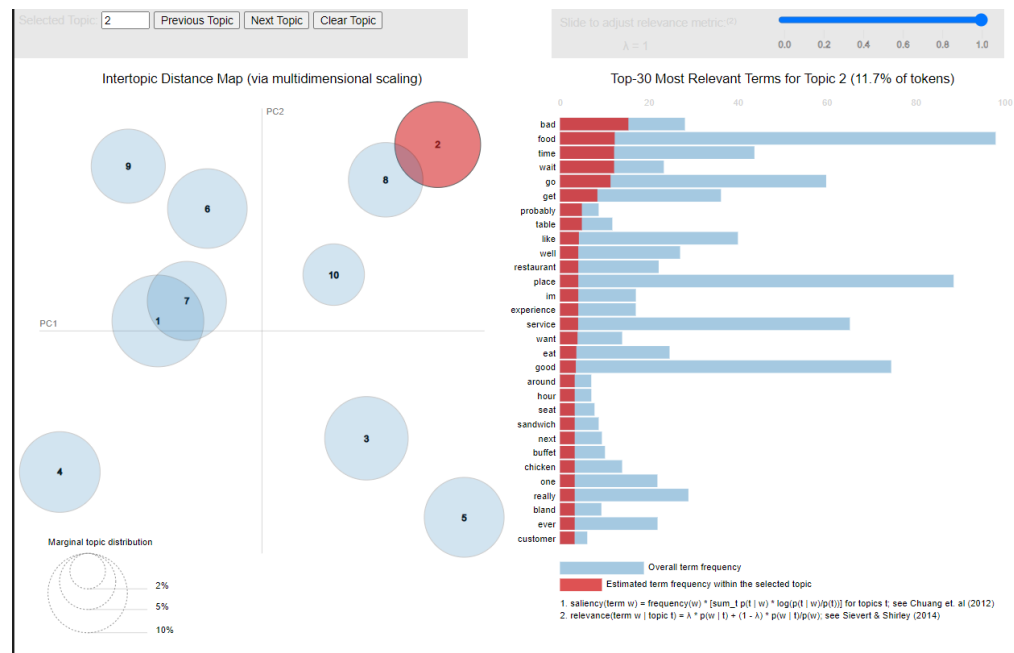 Selected Topic: 2 Previous Topic Next Topic Clear Topic
Slide to adjust relevance metric:(2)
λ = 1
0.0 0.2 0.4 0.6 0.8 1.0
Intertopic Distance Map (via multidimensional scaling)
PC2
PC1
2
9
8
6
10
7
1
3
4
5
Marginal topic distribution
2%
5%
10%
Top-30 Most Relevant Terms for Topic 2 (11.7% of tokens)
0 20 40 60 80 100
bad
food
time
wait
go
get
probably
table
like
well
restaurant
place
im
experience
service
want
eat
good
around
hour
seat
sandwich
next
buffet
chicken
one
really
bland
ever
customer
Overall term frequency
Estimated term frequency within the selected topic
1. saliency(term w) = frequency(w) * [sum_t p(t | w) * log(p(t | w)/p(t))] for topics t; see Chuang et. al (2012)
2. relevance(term w | topic t) = λ * p(w | t) + (1 - λ) * p(w | t)/p(w); see Sievert & Shirley (2014)